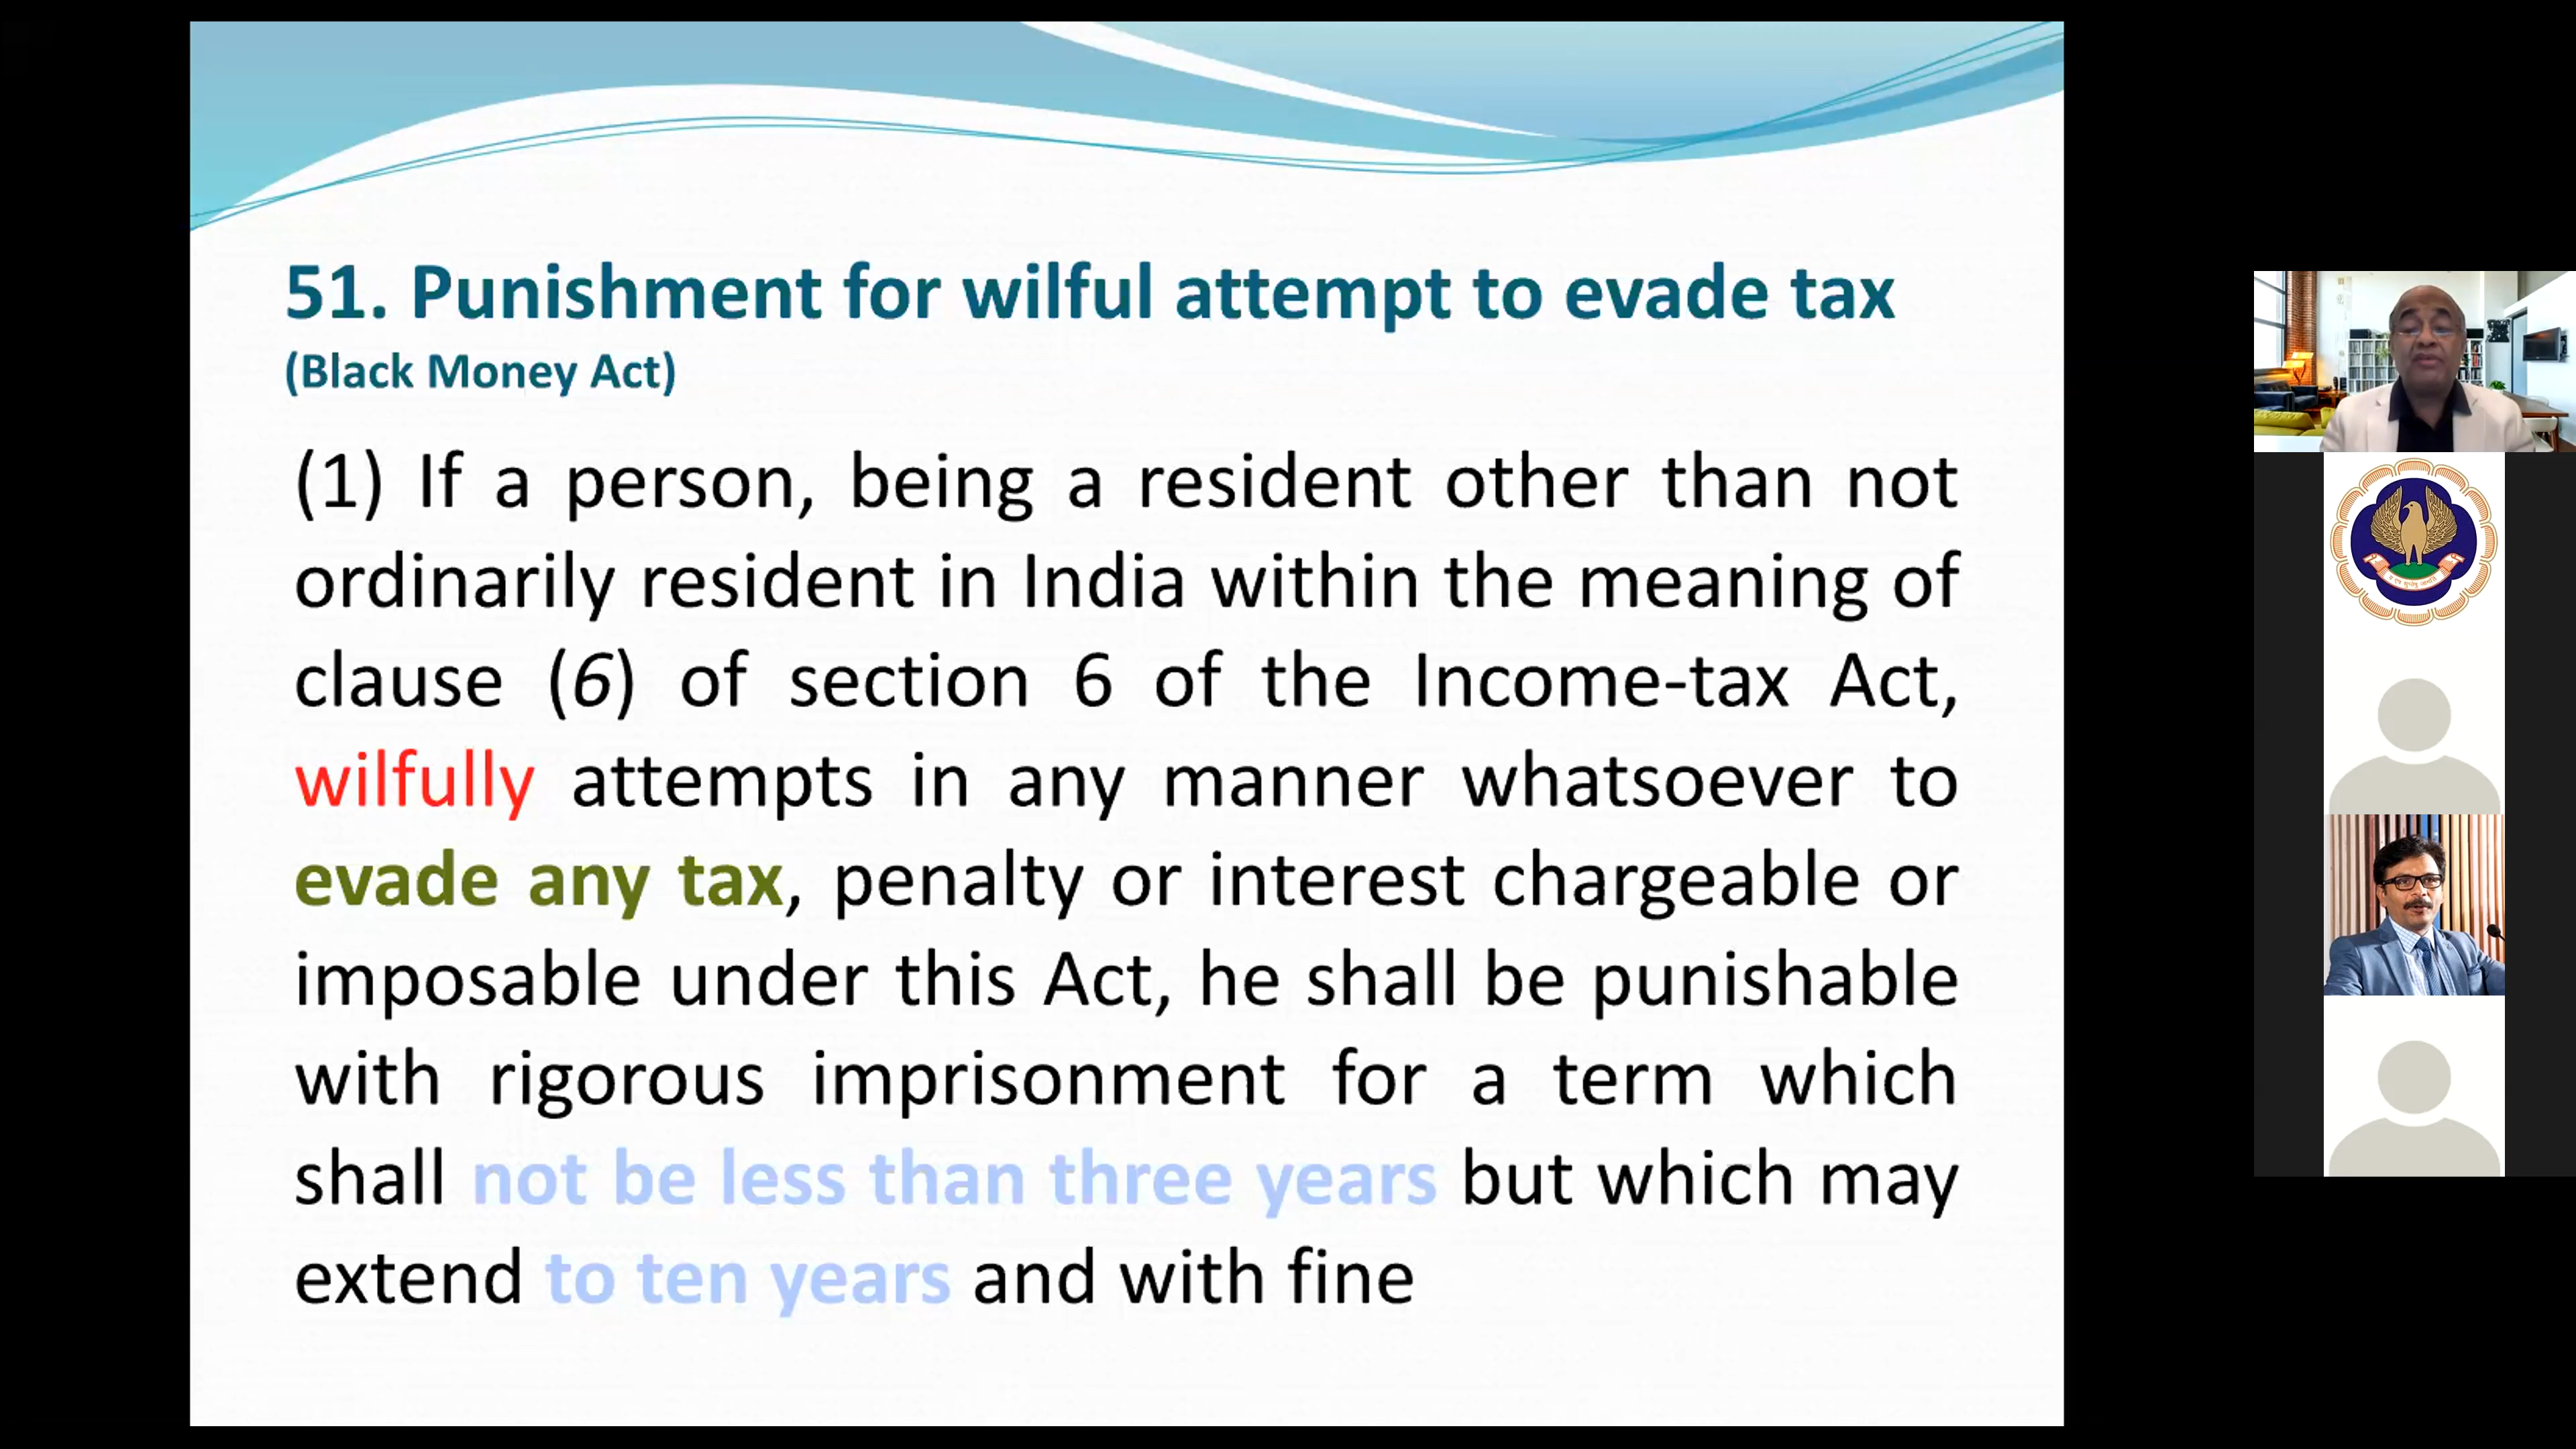 51. Punishment for wilful attempt to evade tax
(Black Money Act)
(1) If a person, being a resident other than not
ordinarily resident in India within the meaning of
clause (6) of section 6 of the Income-tax Act,
wilfully attempts in any manner whatsoever to
evade any tax, penalty or interest chargeable or
imposable under this Act, he shall be punishable
with rigorous imprisonment for a term which
shall not be less than three years but which may
extend to ten years and with fine